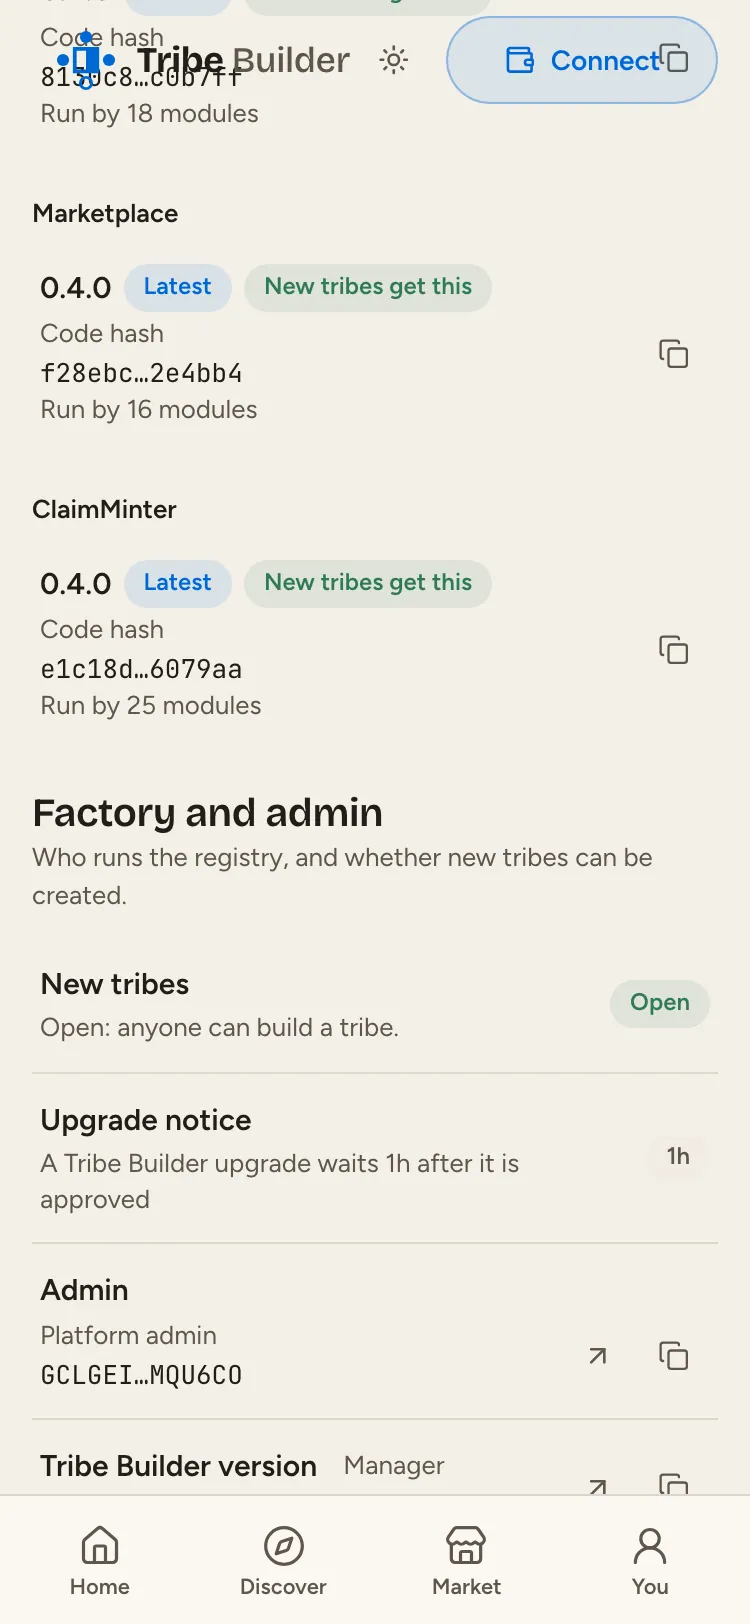 Code hash
Tribe Builder
Connect
8130c8…c0b7ff
Run by 18 modules
Marketplace
0.4.0 Latest New tribes get this
Code hash
f28ebc…2e4bb4
Run by 16 modules
ClaimMinter
0.4.0 Latest New tribes get this
Code hash
e1c18d…6079aa
Run by 25 modules
Factory and admin
Who runs the registry, and whether new tribes can be
created.
New tribes
Open: anyone can build a tribe.
Open
Upgrade notice
A Tribe Builder upgrade waits 1h after it is
approved
1h
Admin
Platform admin
GCLGEI…MQU6CO
Tribe Builder version Manager
Home Discover Market You